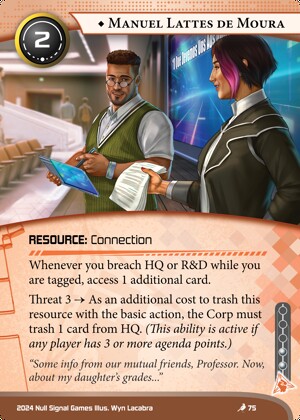 2
♦ Manuel Lattes de Moura
RESOURCE: Connection
Whenever you breach HQ or R&D while you
are tagged, access 1 additional card.
Threat 3 → As an additional cost to trash this
resource with the basic action, the Corp must
trash 1 card from HQ. (This ability is active if
any player has 3 or more agenda points.)
“Some info from our mutual friends, Professor. Now,
about my daughter’s grades...”
2024 Null Signal Games Illus. Wyn Lacabra
75